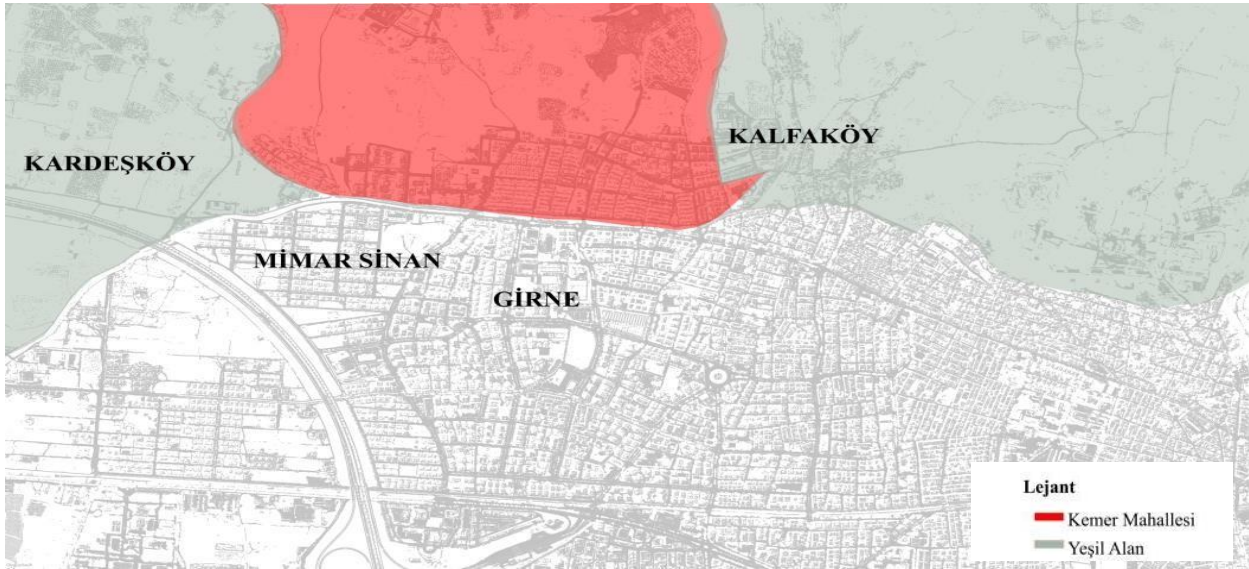 KALFAKÖY
KARDEŞKÖY
MİMAR SİNAN
GİRNE
Lejant
Kemer Mahallesi
Yeşil Alan